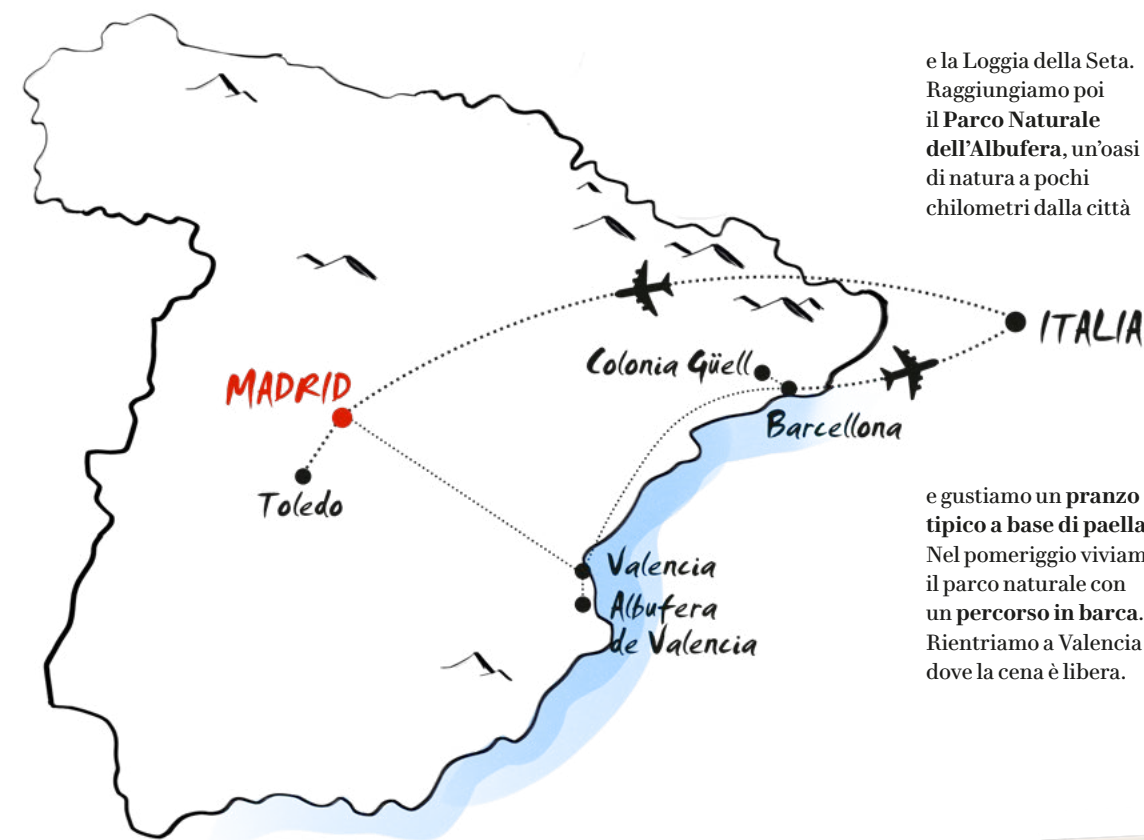 e la Loggia della Seta.
Raggiungiamo poi
il Parco Naturale
dell'Albufera, un'oasi
di natura a pochi
chilometri dalla città
ITALIA
Colonia Güell
MADRID
Barcellona
Toledo
e gustiamo un pranzo
tipico a base di paella
Nel pomeriggio viviam
il parco naturale con
un percorso in barca.
Rientriamo a Valencia
dove la cena è libera.
Valencia
Albufera
de Valencia